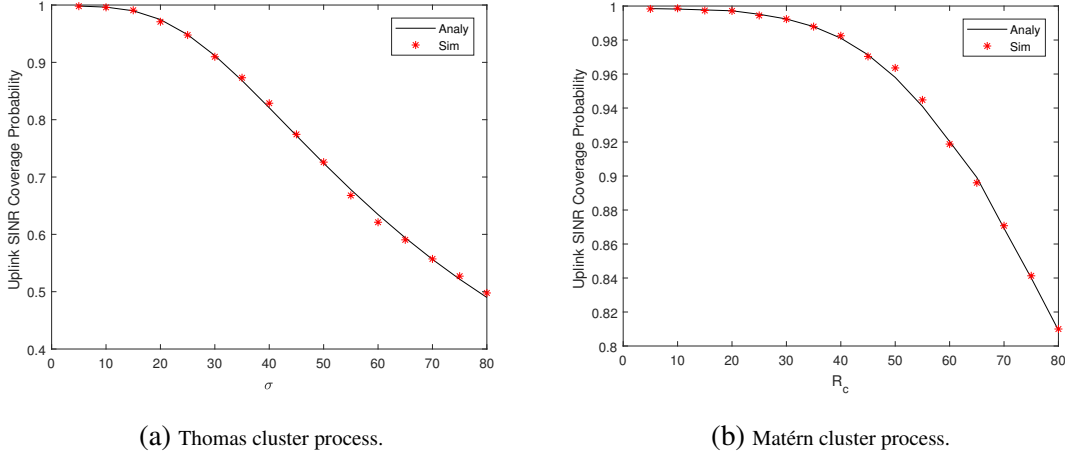 1
0.9
0.8
0.7
0.6
0.5
0.4
0 10 20 30 40 50 60 70 80
σ
Uplink SINR Coverage Probability
Analy
Sim
(a) Thomas cluster process.
1
0.98
0.96
0.94
0.92
0.9
0.88
0.86
0.84
0.82
0.8
0 10 20 30 40 50 60 70 80
R_c
Uplink SINR Coverage Probability
Analy
Sim
(b) Matérn cluster process.